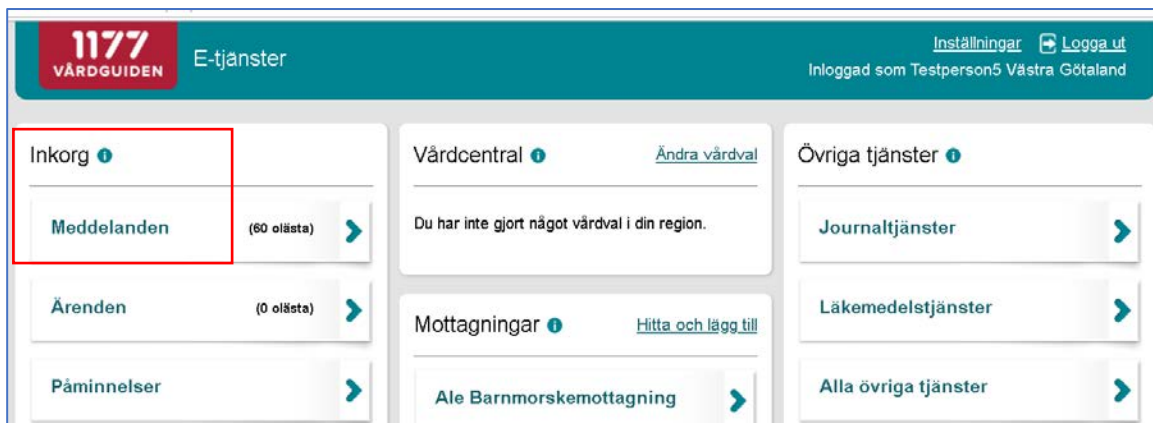 1177
VÅRDGUIDEN
E-tjänster
Inställningar Logga ut
Inloggad som Testperson5 Västra Götaland
Inkorg
Meddelanden (60 olästa)
Ärenden (0 olästa)
Påminnelser
Vårdcentral Ändra vårdval
Du har inte gjort något vårdval i din region.
Mottagningar Hitta och lägg till
Ale Barnmorskemottagning
Övriga tjänster
Journaltjänster
Läkemedelstjänster
Alla övriga tjänster